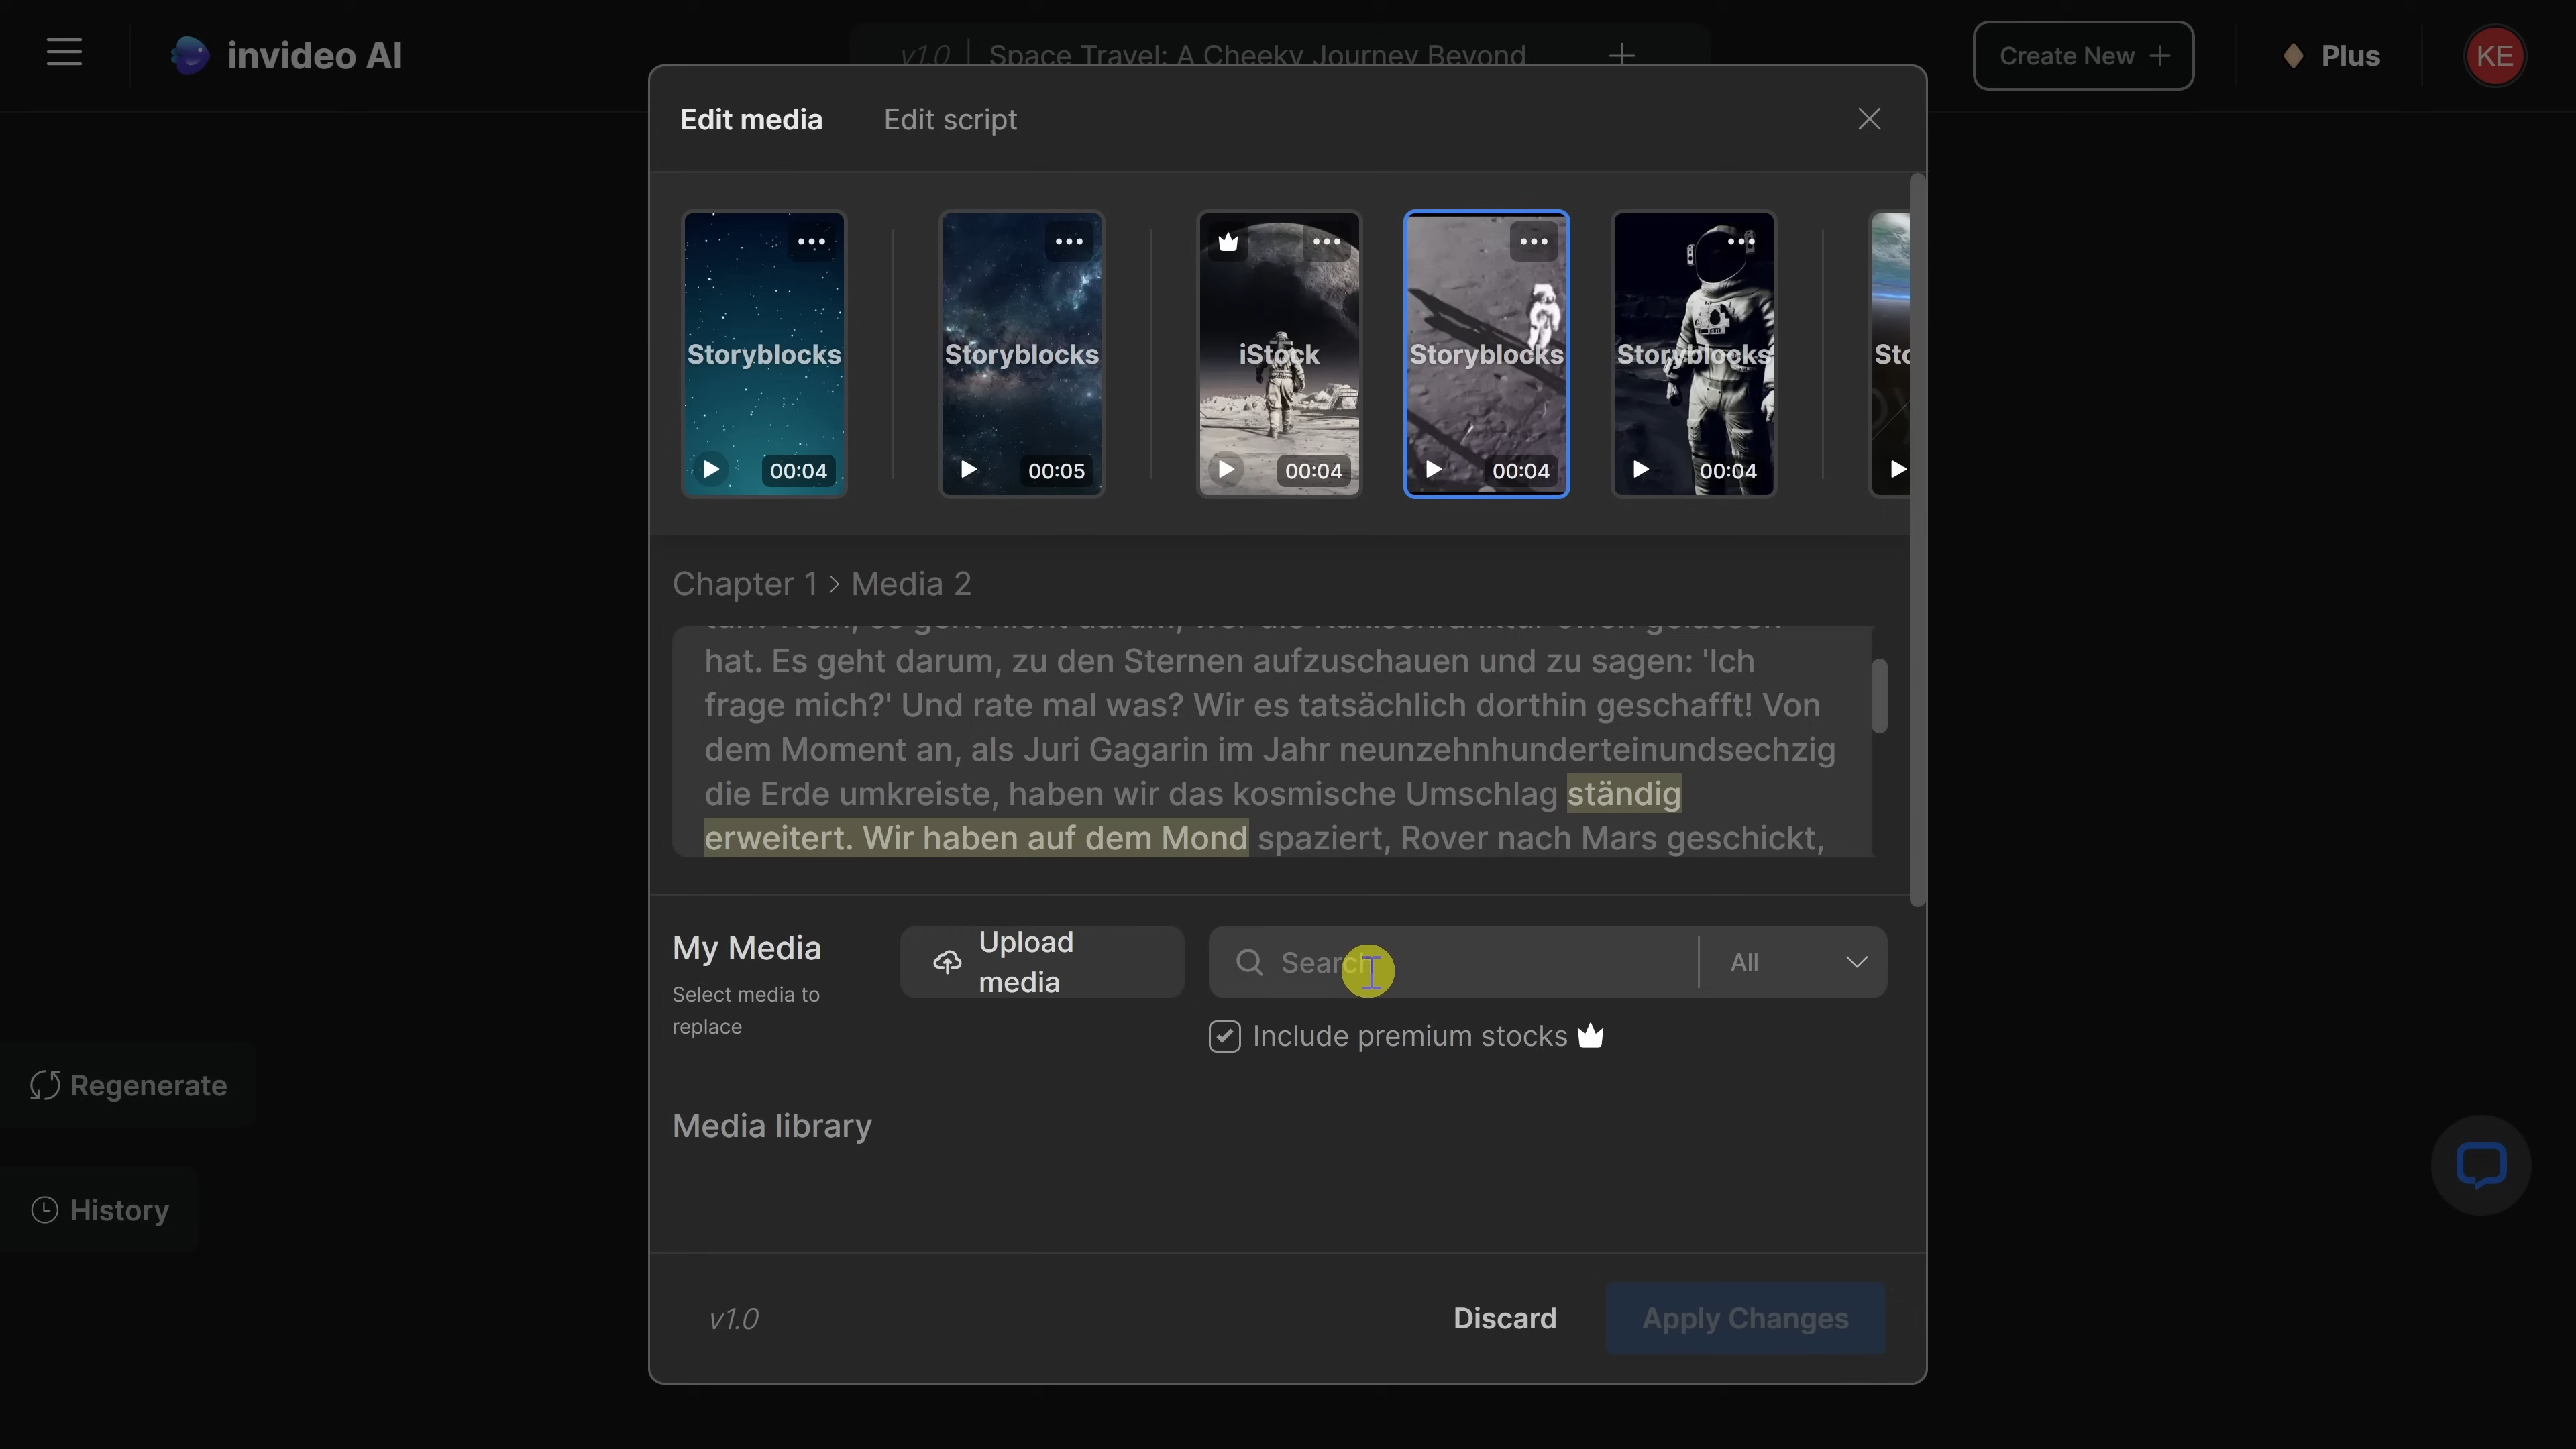 invideo AI
v1.0 | Space Travel: A Cheeky Journey Beyond
Create New +
Plus
KE
Edit media
Edit script
Storyblocks
00:04
Storyblocks
00:05
iStock
00:04
Storyblocks
00:04
Storyblocks
00:04
Sto
Chapter 1 > Media 2
hat. Es geht darum, zu den Sternen aufzuschauen und zu sagen: 'Ich
frage mich?' Und rate mal was? Wir es tatsächlich dorthin geschafft! Von
dem Moment an, als Juri Gagarin im Jahr neunzehnhunderteinundsechzig
die Erde umkreiste, haben wir das kosmische Umschlag ständig
erweitert. Wir haben auf dem Mond spaziert, Rover nach Mars geschickt,
My Media
Select media to
replace
Upload
media
Search
All
Include premium stocks
Media library
Regenerate
History
v1.0
Discard
Apply Changes